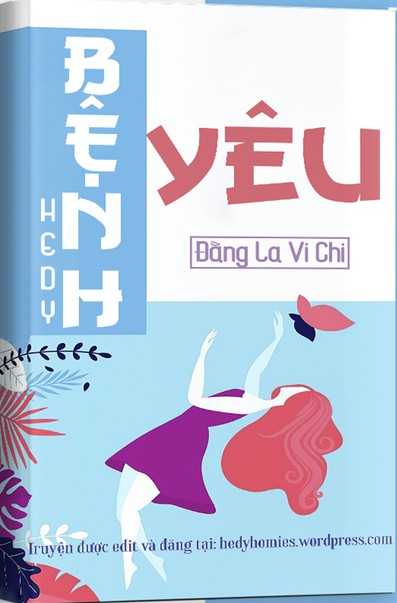 BỆNH
YÊU
HEDY
Đằng La Vi Chi
Truyện được edit và đăng tại: hedyhomies.wordpress.com